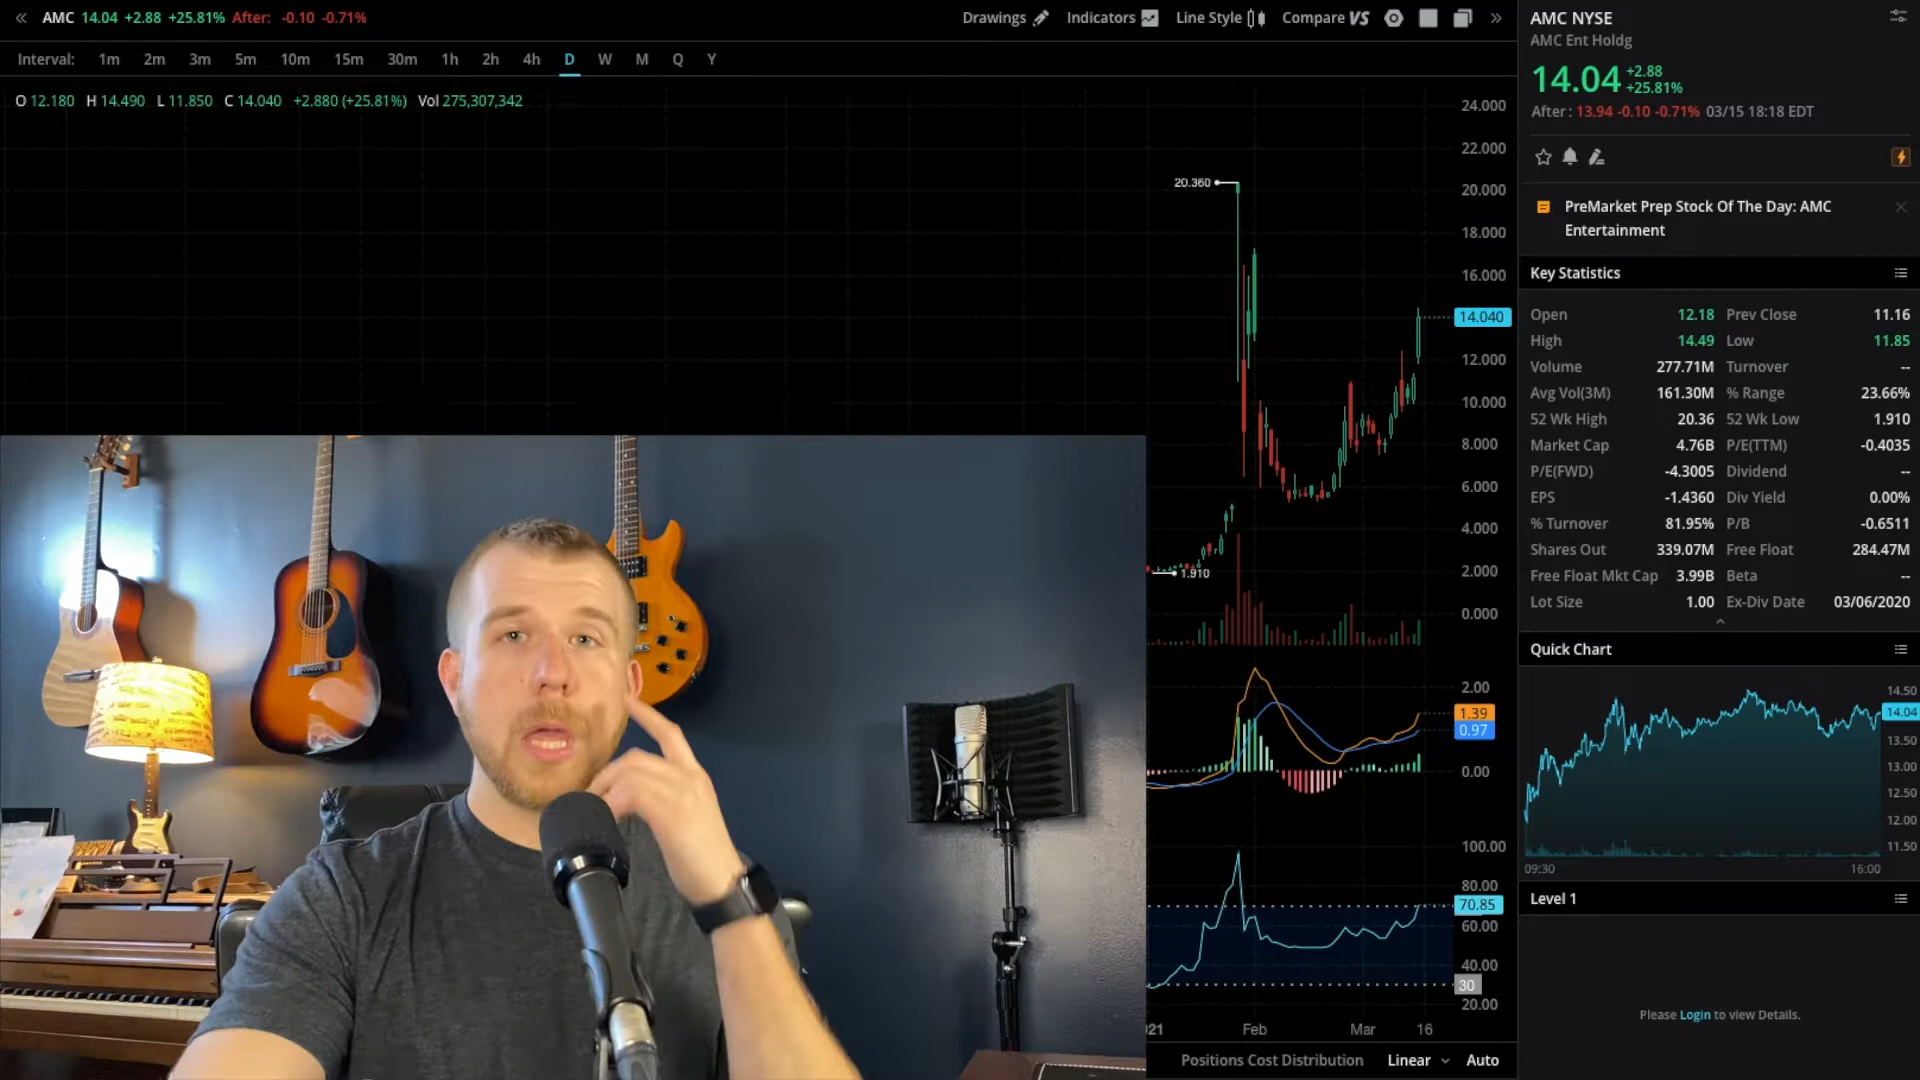 AMC 14.04 +2.88 +25.81% After: -0.10 -0.71%
Drawings Indicators Line Style Compare VS
Interval: 1m 2m 3m 5m 10m 15m 30m 1h 2h 4h D W M Q Y
O 12.180 H 14.490 L 11.850 C 14.040 +2.880 (+25.81%) Vol 275,307,342
24.000
22.000
20.360
20.000
18.000
16.000
14.040
12.000
10.000
8.000
6.000
4.000
2.000
1.910
0.000
2.00
1.39
0.97
0.00
100.00
80.00
70.85
60.00
40.00
30
20.00
21 Feb Mar 16
Positions Cost Distribution Linear Auto
AMC NYSE
AMC Ent Holdg
14.04 +2.88
+25.81%
After : 13.94 -0.10 -0.71% 03/15 18:18 EDT
PreMarket Prep Stock Of The Day: AMC
Entertainment
Key Statistics
Open 12.18 Prev Close 11.16
High 14.49 Low 11.85
Volume 277.71M Turnover --
Avg Vol(3M) 161.30M % Range 23.66%
52 Wk High 20.36 52 Wk Low 1.910
Market Cap 4.76B P/E(TTM) -0.4035
P/E(FWD) -4.3005 Dividend --
EPS -1.4360 Div Yield 0.00%
% Turnover 81.95% P/B -0.6511
Shares Out 339.07M Free Float 284.47M
Free Float Mkt Cap 3.99B Beta --
Lot Size 1.00 Ex-Div Date 03/06/2020
Quick Chart
14.50
14.04
13.50
13.00
12.50
12.00
11.50
09:30 16:00
Level 1
Please Login to view Details.